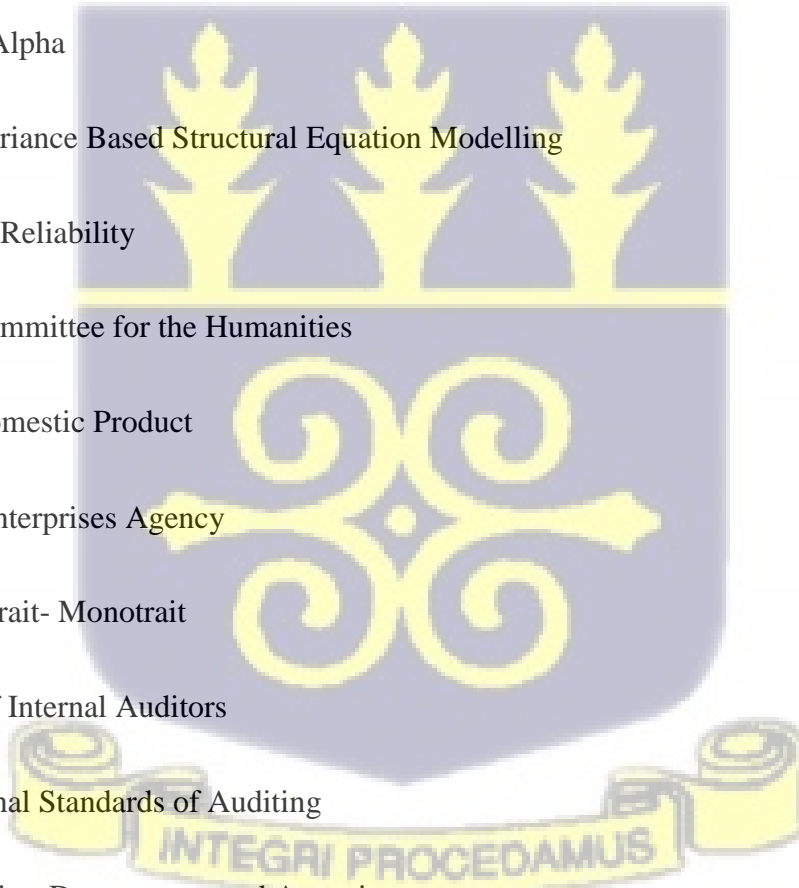 Alpha
riance Based Structural Equation Modelling
Reliability
mmittee for the Humanities
omestic Product
nterprises Agency
rait- Monotrait
f Internal Auditors
nal Standards of Auditing
INTEGRI PROCEDAMUS